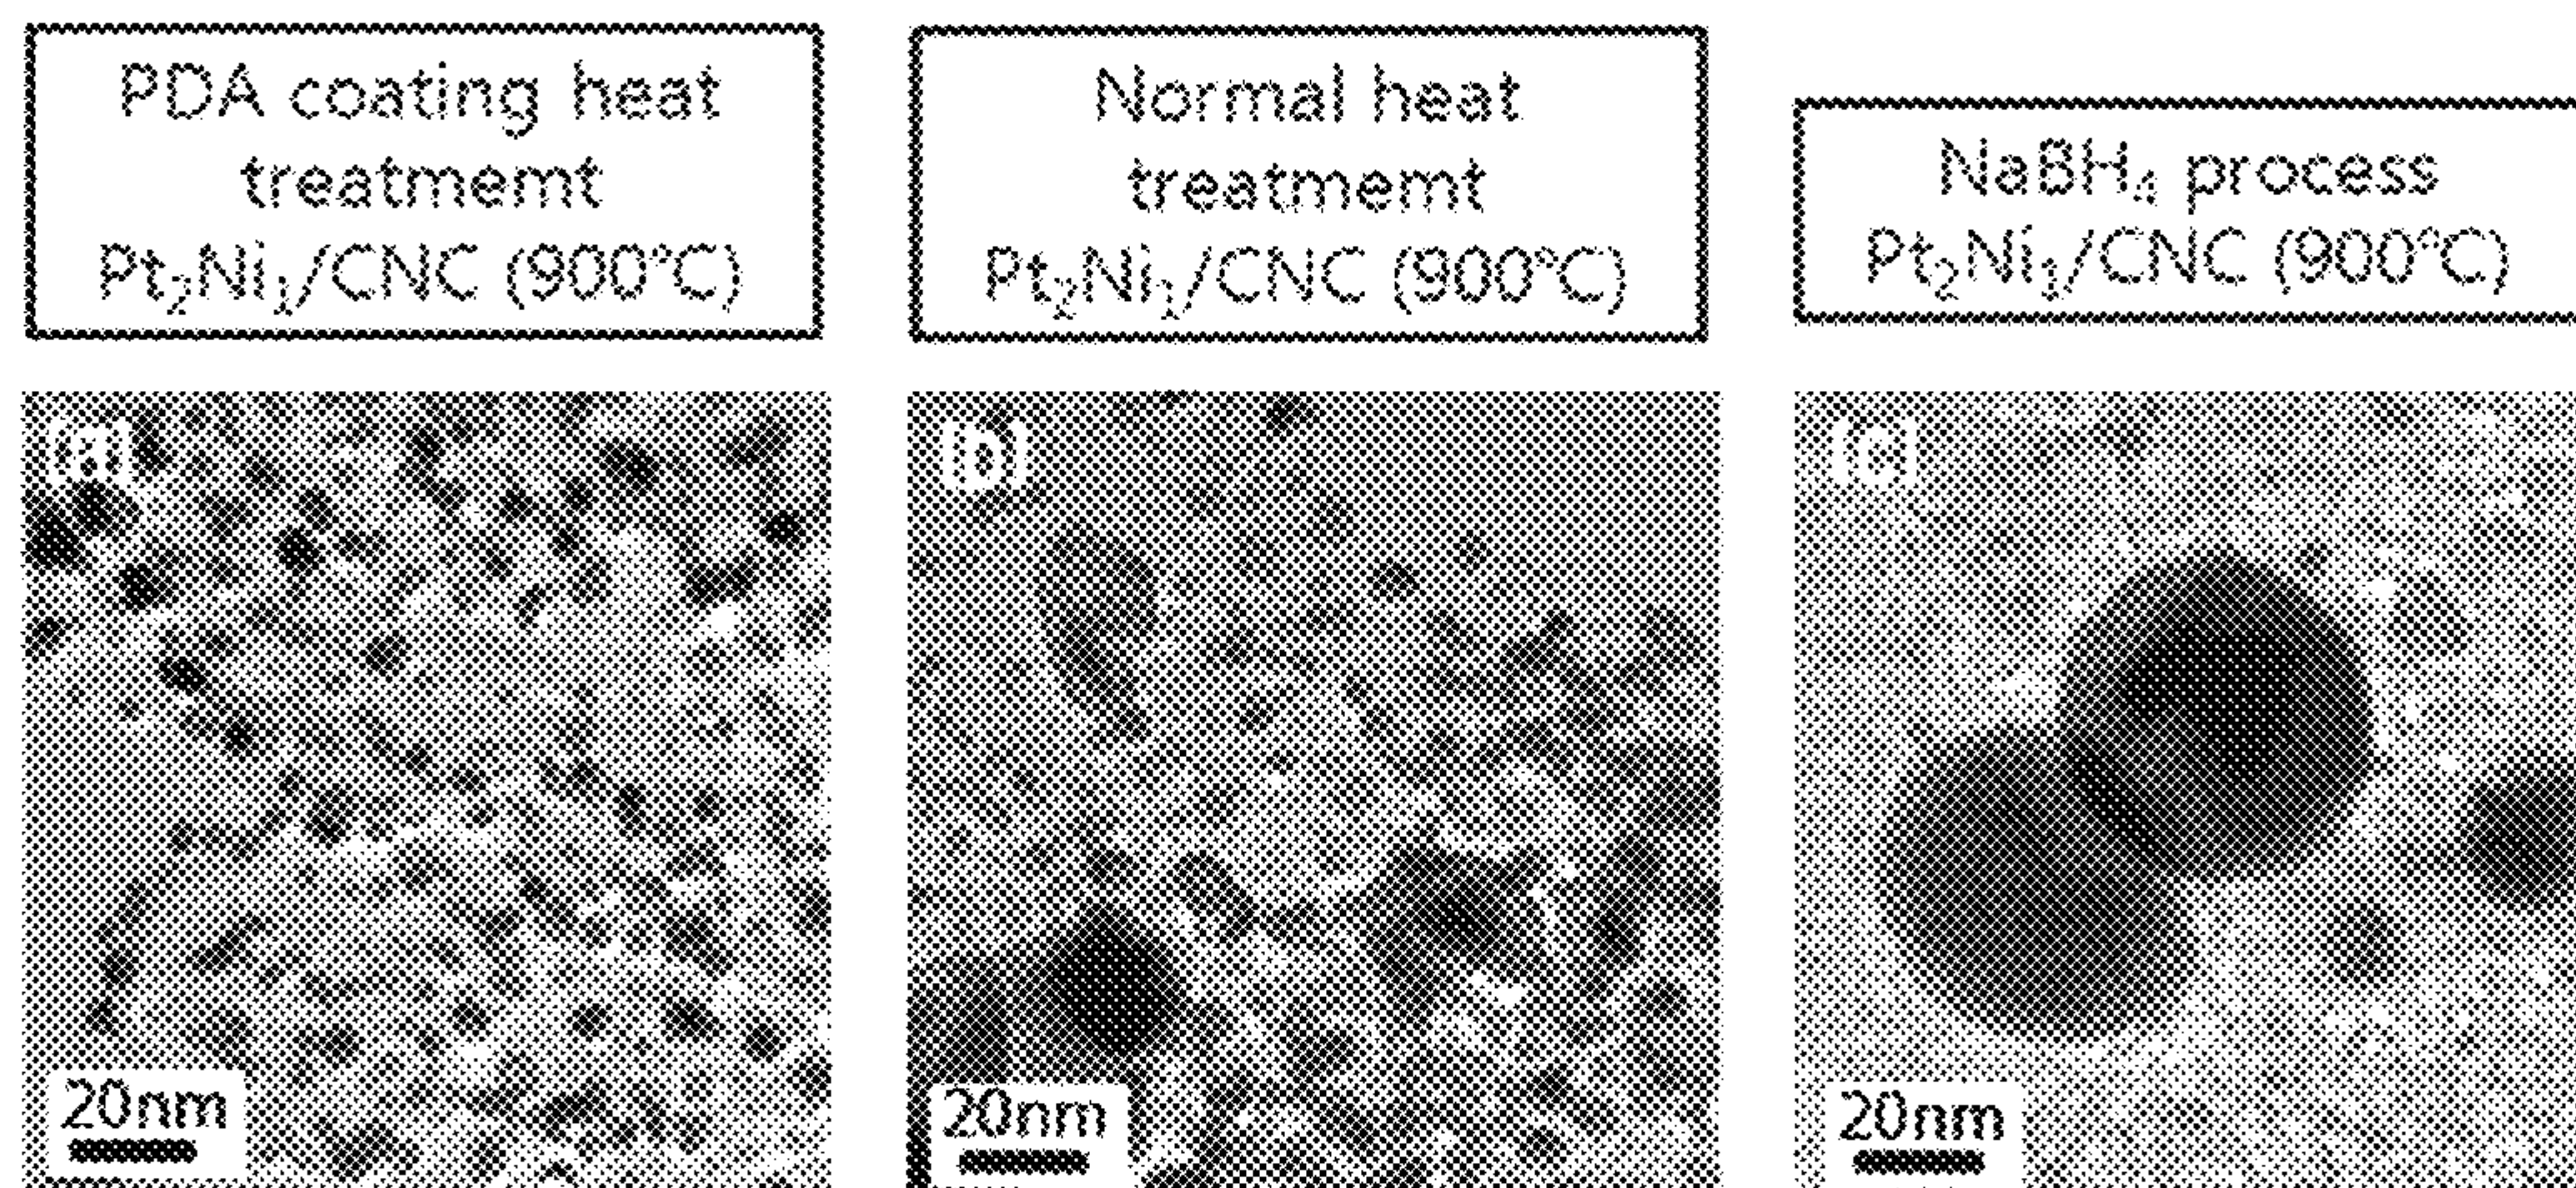 PDA coating heat
treatmemt
Pt₂Ni₁/CNC (900°C)
Normal heat
treatmemt
Pt₂Ni₁/CNC (900°C)
NaBH₄ process
Pt₂Ni₁/CNC (900°C)
(a)
(b)
(c)
20nm
20nm
20nm